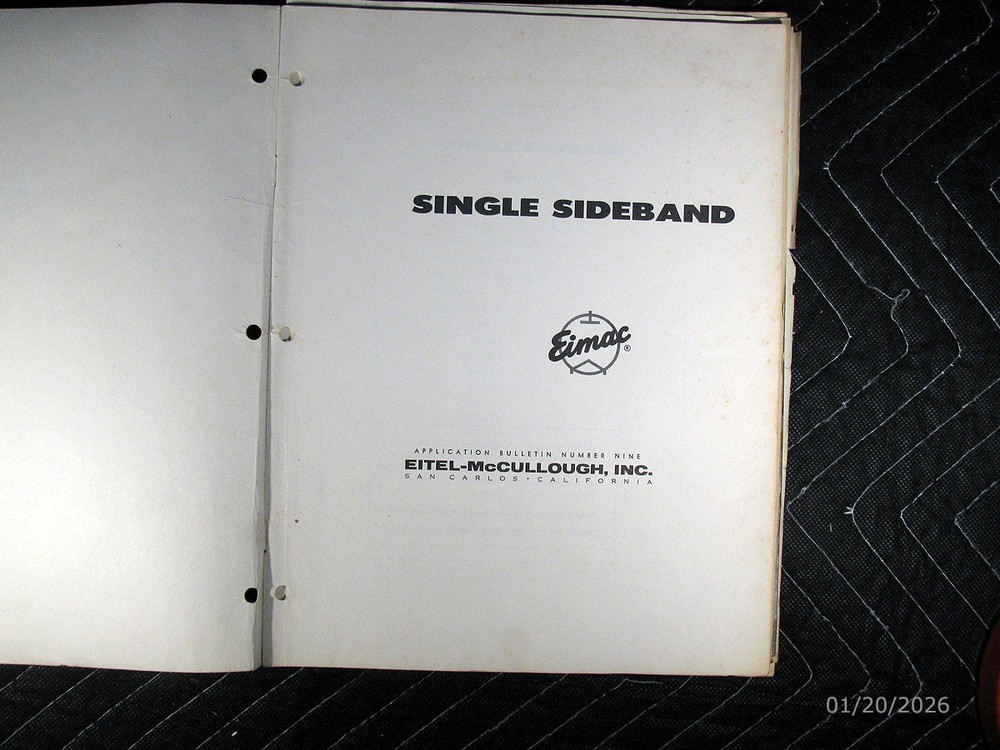 SINGLE SIDEBAND
Eimac ®
APPLICATION BULLETIN NUMBER NINE
EITEL-McCULLOUGH, INC.
SAN CARLOS • CALIFORNIA
01/20/2026